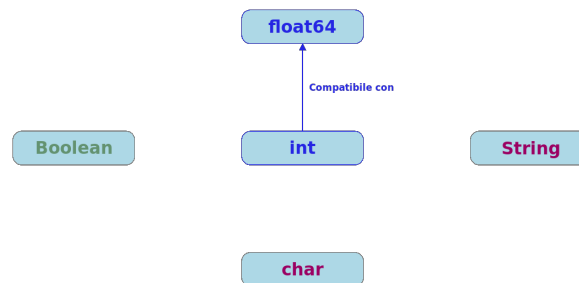 float64
Compatibile con
Boolean
int
String
char